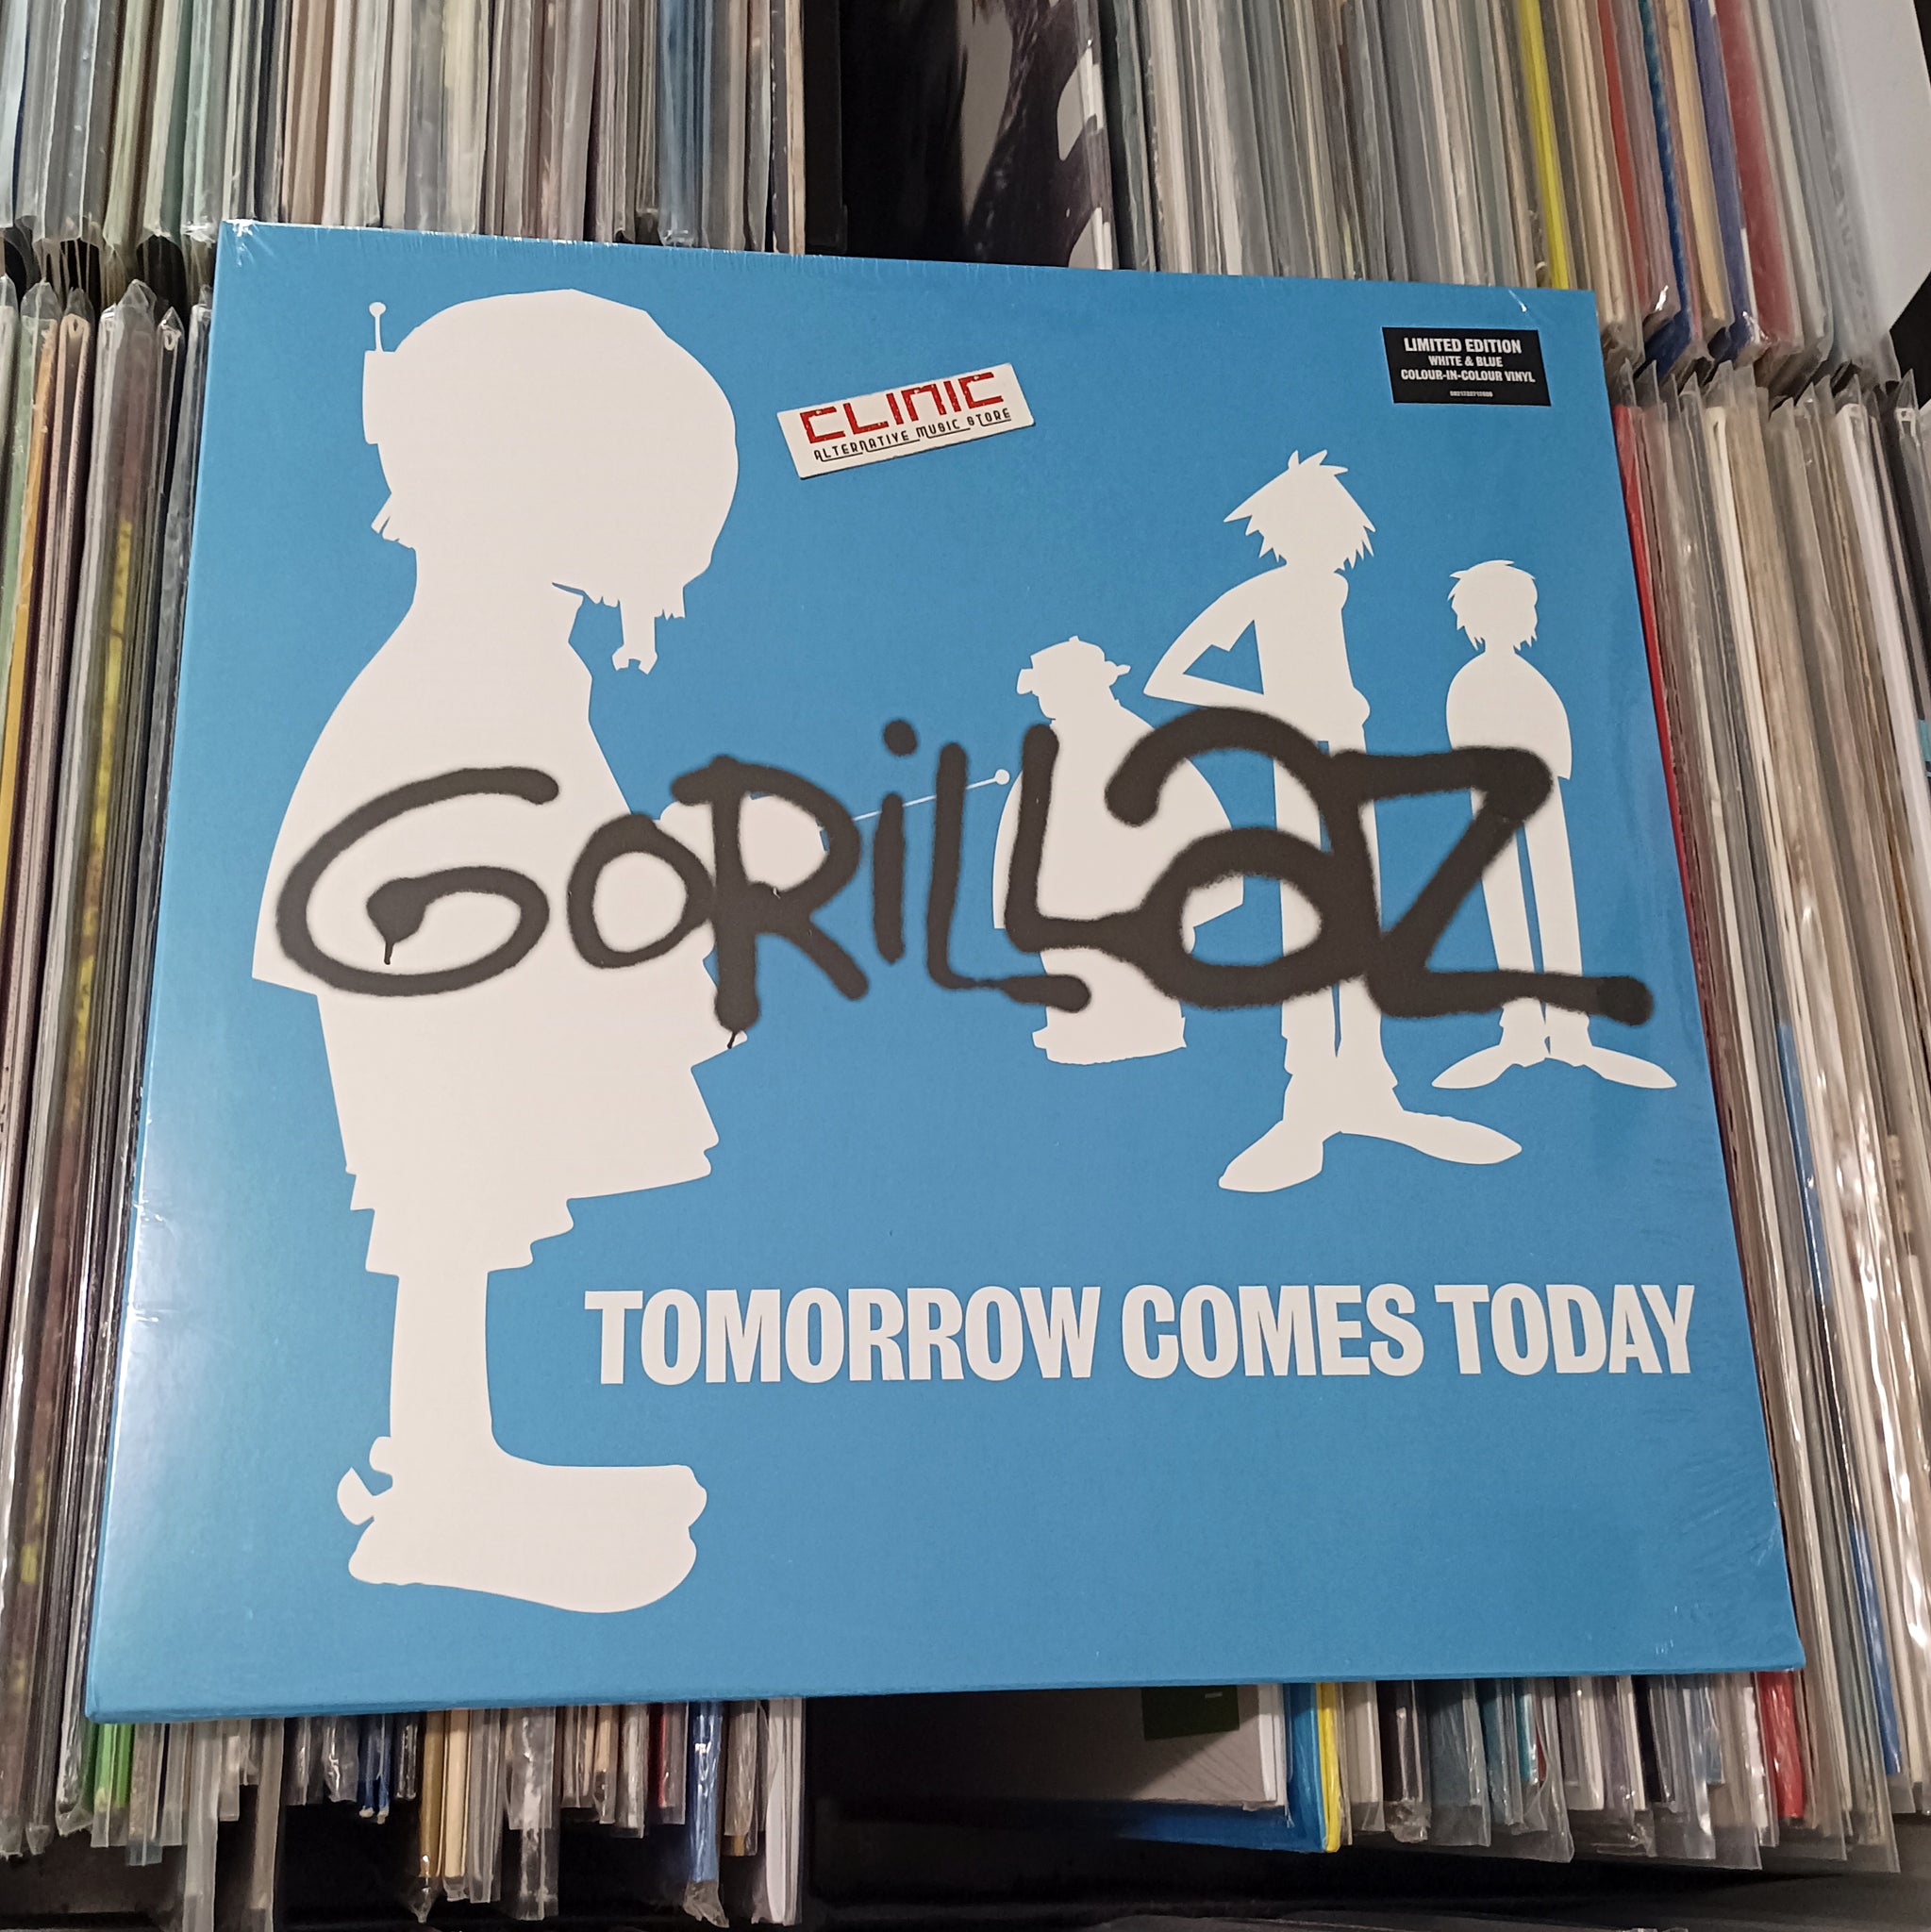 CLINIC
ALTERNATIVE MUSIC STORE
LIMITED EDITION
WHITE & BLUE
COLOUR-IN-COLOUR VINYL
GORiLLaZ
TOMORROW COMES TODAY